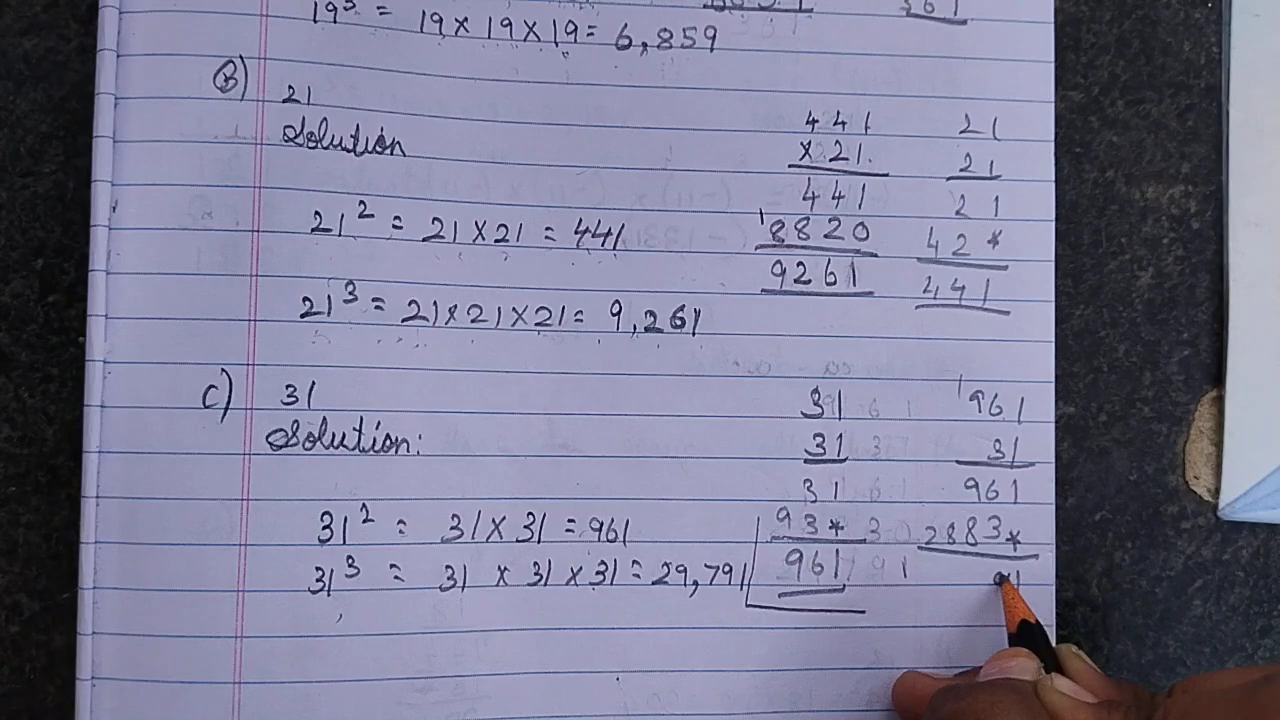 19³ = 19 x 19 x 19 = 6,859
361
B) 21
Solution
21² = 21 x 21 = 441
21³ = 21 x 21 x 21 = 9,261
441
x 21
441
8820
9261
21
21
21
42*
441
C) 31
Solution:
31² = 31 x 31 = 961
31³ = 31 x 31 x 31 = 29,791
31
31
31
93*
961
961
31
961
2883*
91